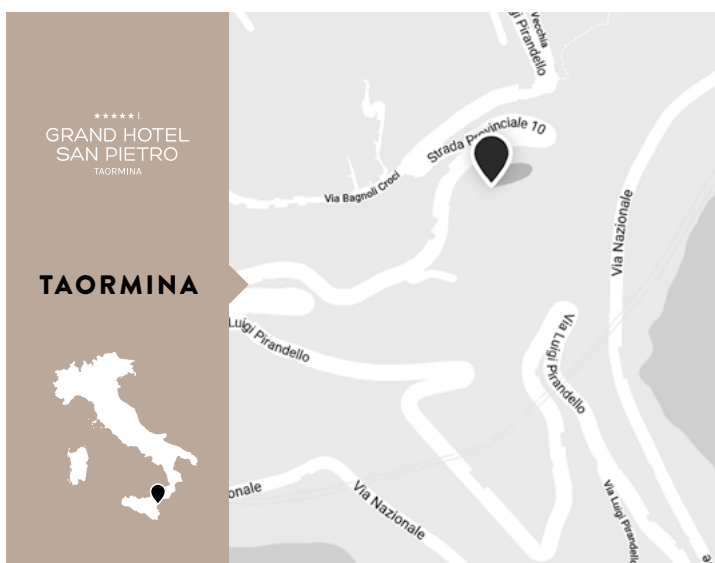 ★★★★★ L
GRAND HOTEL
SAN PIETRO
TAORMINA
TAORMINA
Vecchia
gi Pirandello
Strada Provinciale 10
Via Bagnoli Croci
Via Nazionale
Luigi Pirandello
Via Luigi Pirandello
onale
Via Nazionale
Via Luigi Pirandello